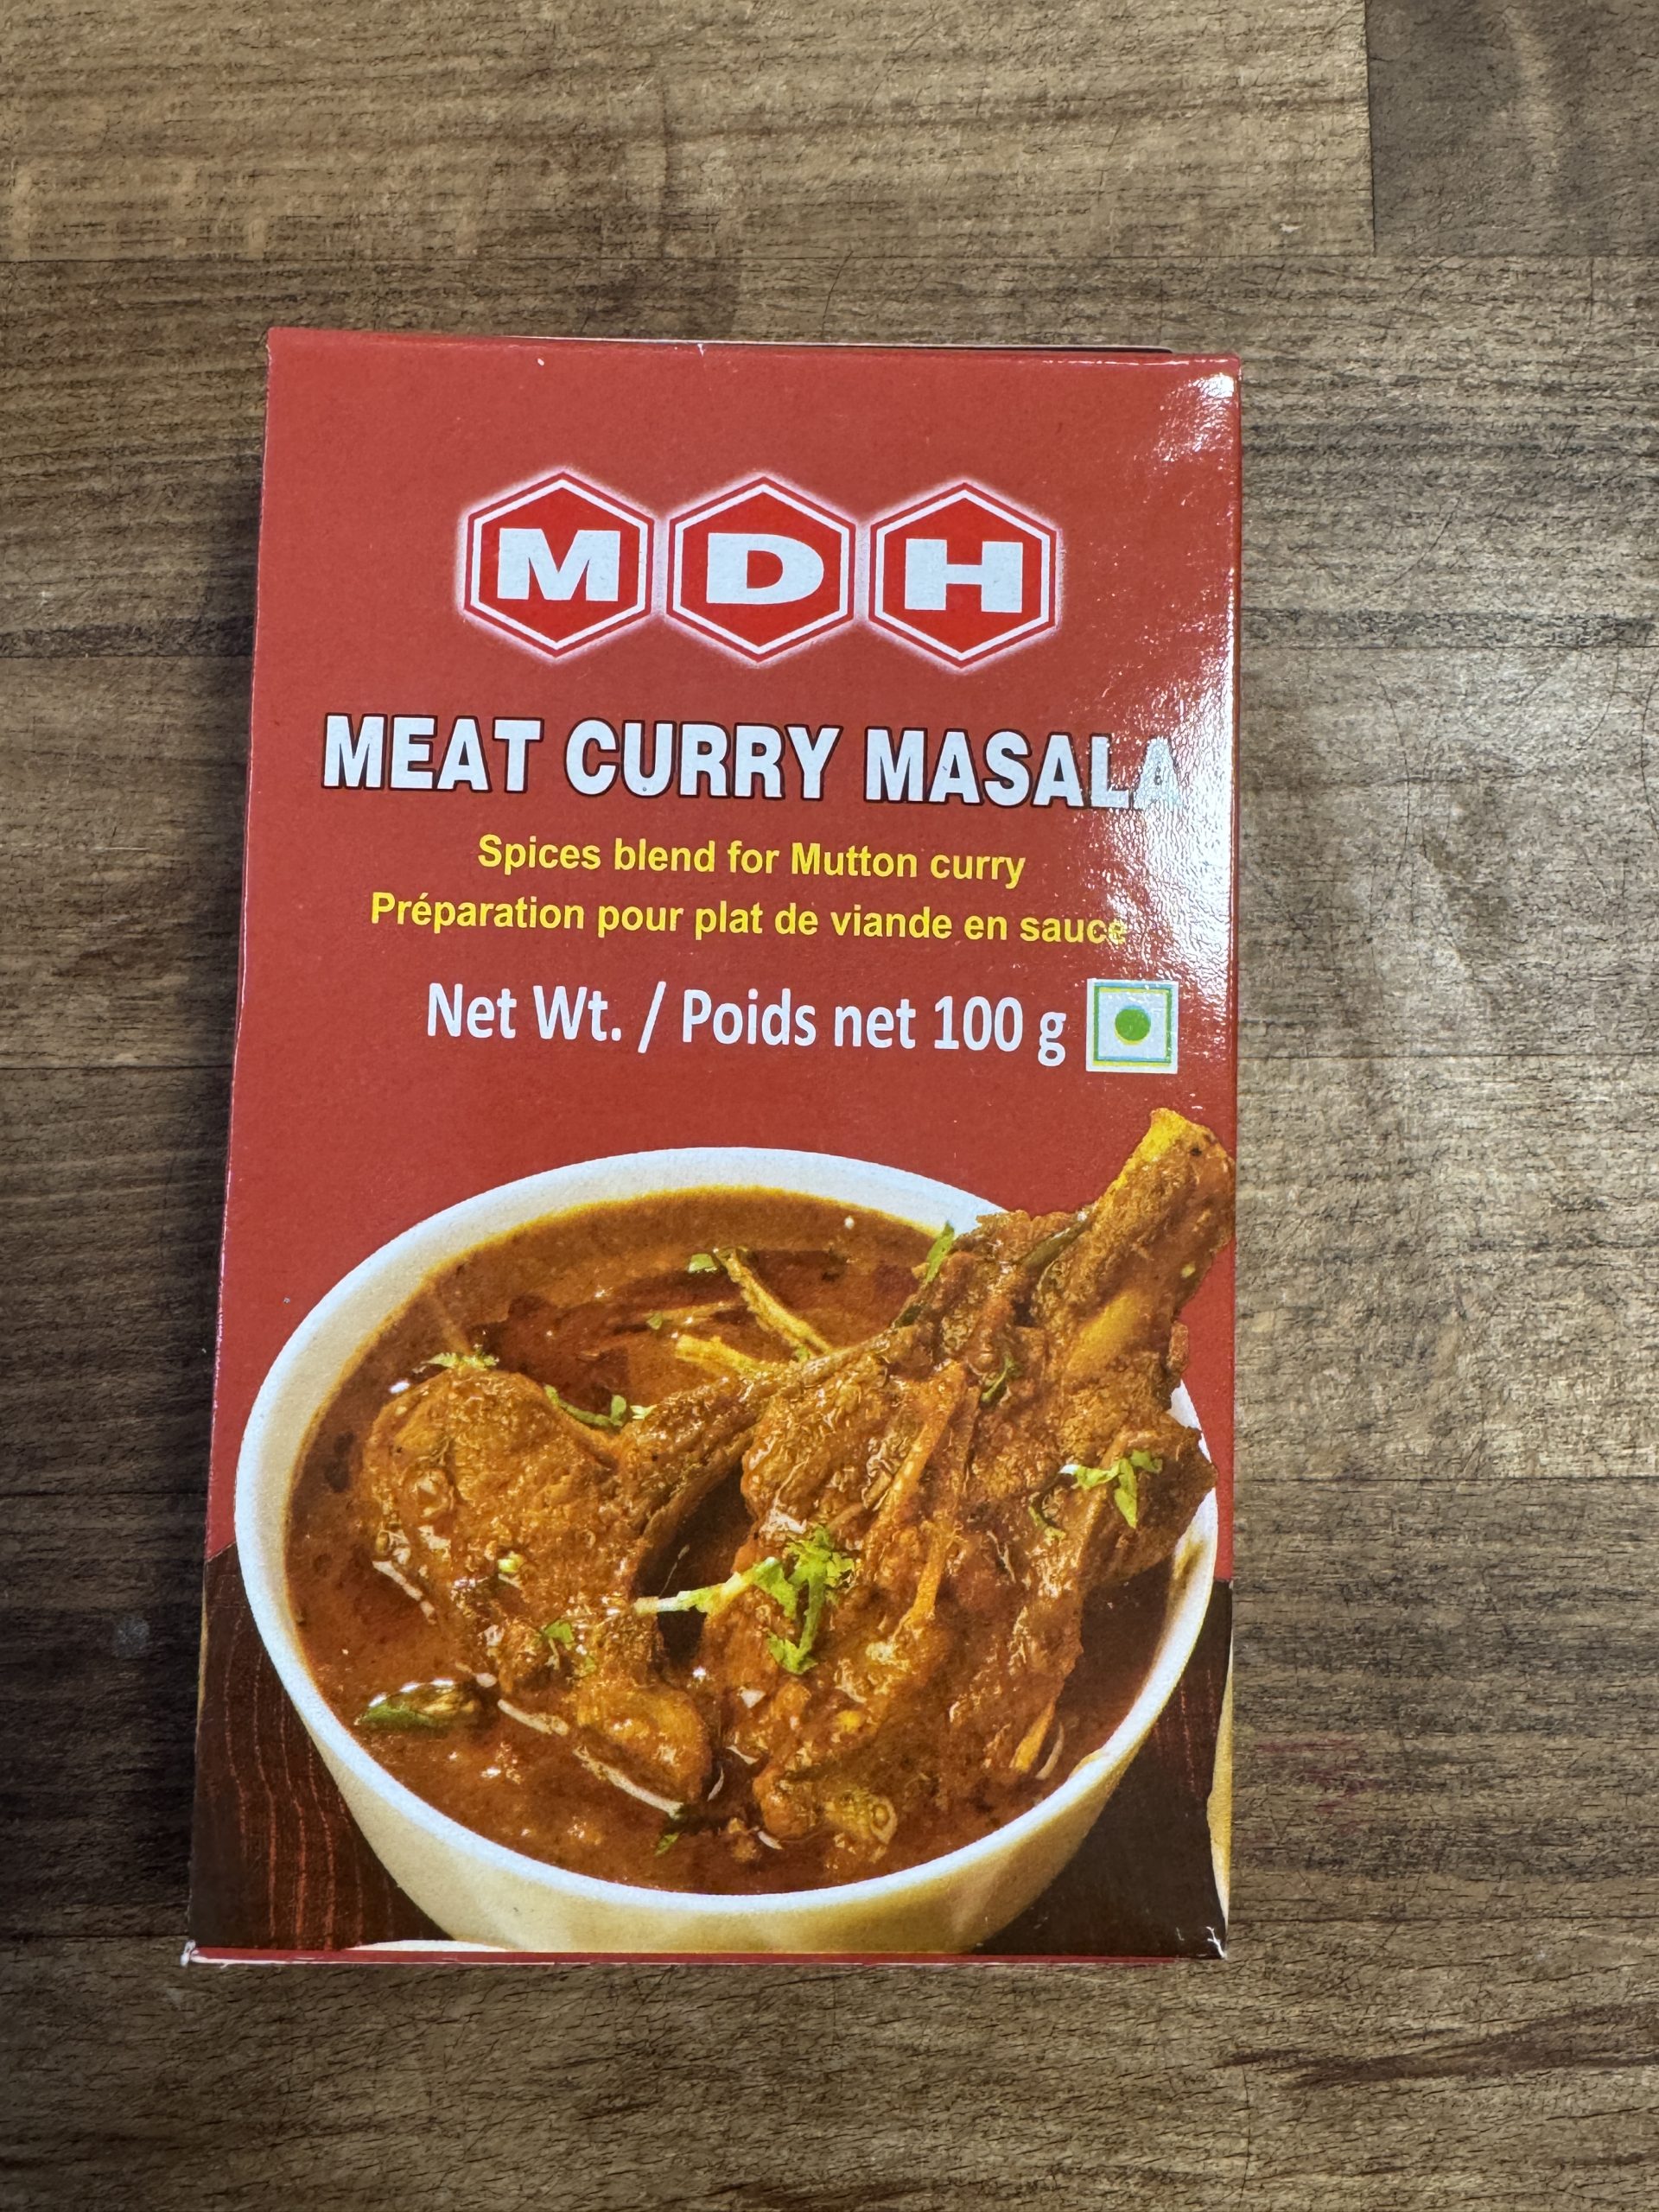 MDH
MEAT CURRY MASALA
Spices blend for Mutton curry
Préparation pour plat de viande en sauce
Net Wt. / Poids net 100 g